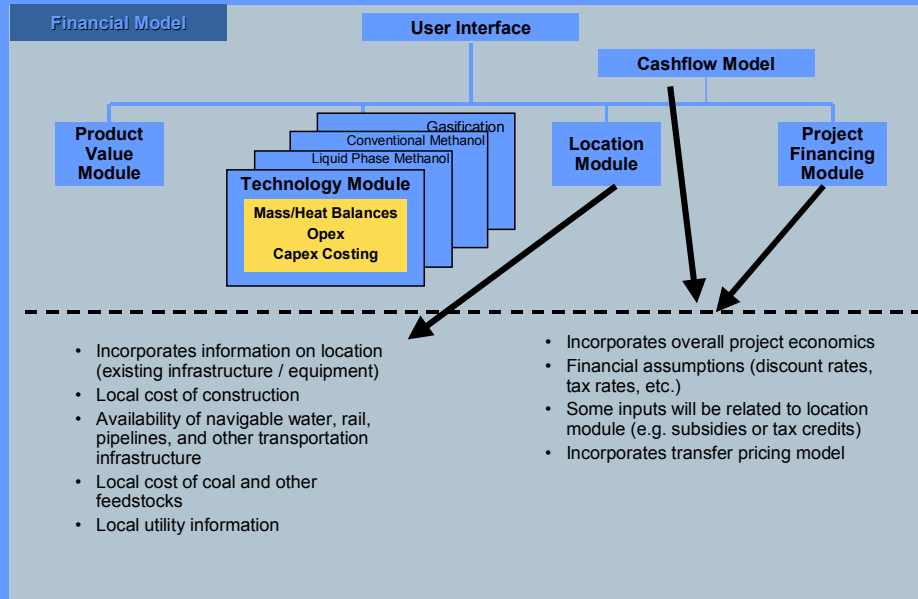 Financial Model
User Interface
Cashflow Model
Product
Value
Module
Gasification
Conventional Methanol
Liquid Phase Methanol
Technology Module
Mass/Heat Balances
Opex
Capex Costing
Location
Module
Project
Financing
Module
• Incorporates information on location
(existing infrastructure / equipment)
• Local cost of construction
• Availability of navigable water, rail,
pipelines, and other transportation
infrastructure
• Local cost of coal and other
feedstocks
• Local utility information
• Incorporates overall project economics
• Financial assumptions (discount rates,
tax rates, etc.)
• Some inputs will be related to location
module (e.g. subsidies or tax credits)
• Incorporates transfer pricing model